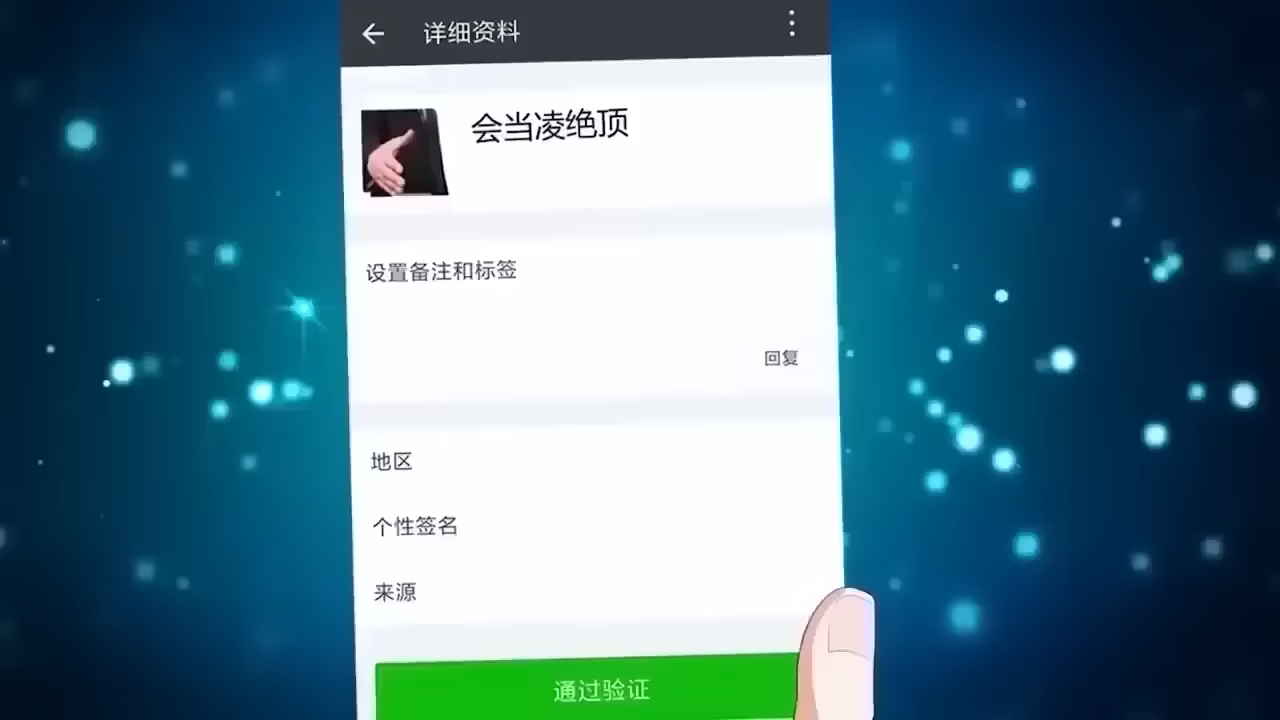 详细资料
会当凌绝顶
设置备注和标签
回复
地区
个性签名
来源
通过验证